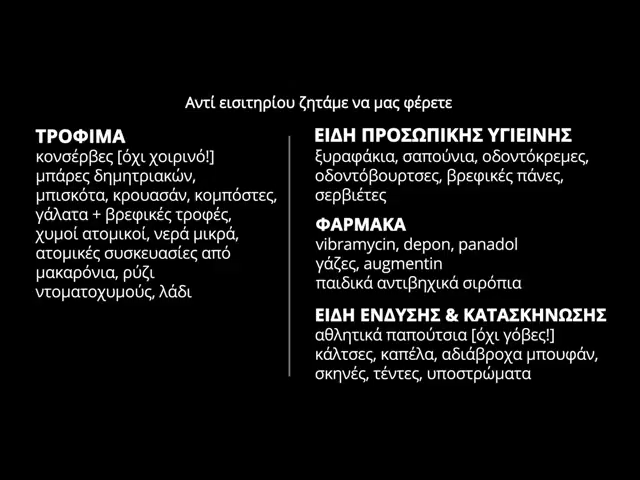 Αντί εισιτηρίου ζητάμε να μας φέρετε
ΤΡΟΦΙΜΑ
κονσέρβες [όχι χοιρινό!]
μπάρες δημητριακών,
μπισκότα, κρουασάν, κομπόστες,
γάλατα + βρεφικές τροφές,
χυμοί ατομικοί, νερά μικρά,
ατομικές συσκευασίες από
μακαρόνια, ρύζι
ντοματοχυμούς, λάδι
ΕΙΔΗ ΠΡΟΣΩΠΙΚΗΣ ΥΓΙΕΙΝΗΣ
ξυραφάκια, σαπούνια, οδοντόκρεμες,
οδοντόβουρτσες, βρεφικές πάνες,
σερβιέτες
ΦΑΡΜΑΚΑ
vibramycin, depon, panadol
γάζες, augmentin
παιδικά αντιβηχικά σιρόπια
ΕΙΔΗ ΕΝΔΥΣΗΣ & ΚΑΤΑΣΚΗΝΩΣΗΣ
αθλητικά παπούτσια [όχι γόβες!]
κάλτσες, καπέλα, αδιάβροχα μπουφάν,
σκηνές, τέντες, υποστρώματα